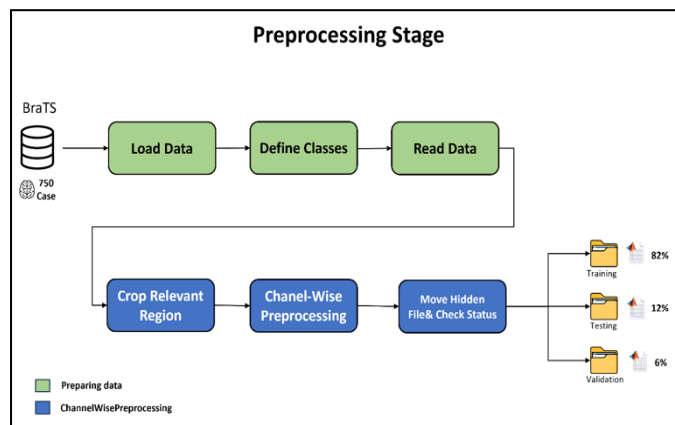 Preprocessing Stage
BraTS
750
Case
Load Data
Define Classes
Read Data
Crop Relevant
Region
Chanel-Wise
Preprocessing
Move Hidden
File& Check Status
Training
82%
Testing
12%
Validation
6%
Preparing data
ChannelWisePreprocessing